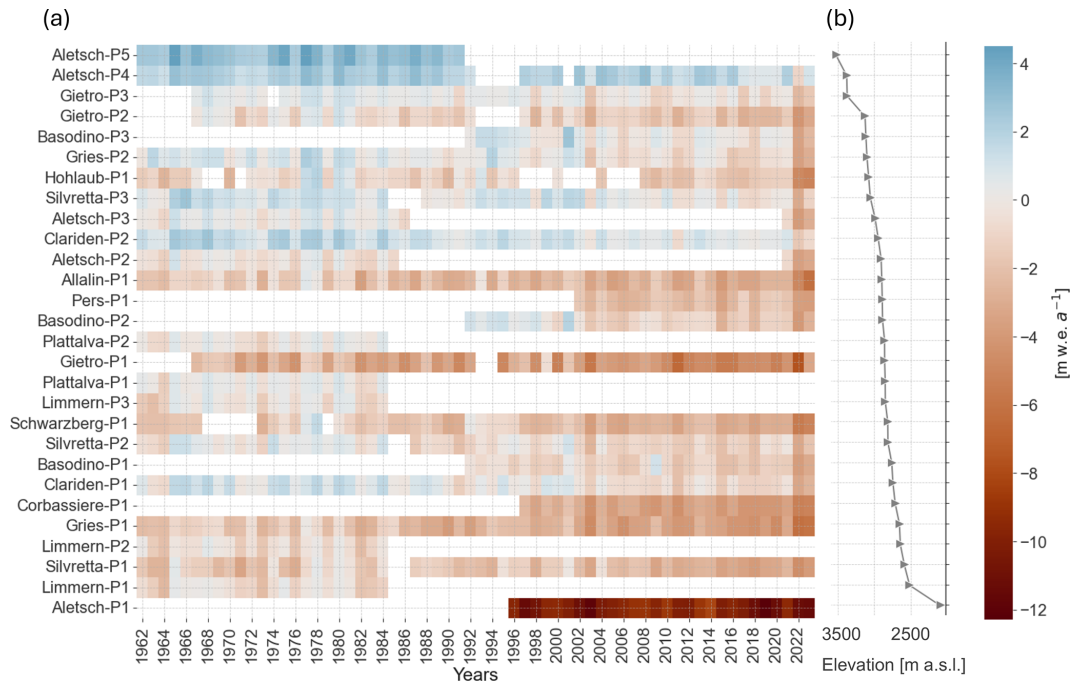 (a)
(b)
Aletsch-P5
Aletsch-P4
Gietro-P3
Gietro-P2
Basodino-P3
Gries-P2
Hohlaub-P1
Silvretta-P3
Aletsch-P3
Clariden-P2
Aletsch-P2
Allalin-P1
Pers-P1
Basodino-P2
Plattalva-P2
Gietro-P1
Plattalva-P1
Limmern-P3
Schwarzberg-P1
Silvretta-P2
Basodino-P1
Clariden-P1
Corbassiere-P1
Gries-P1
Limmern-P2
Silvretta-P1
Limmern-P1
Aletsch-P1
1962 1964 1966 1968 1970 1972 1974 1976 1978 1980 1982 1984 1986 1988 1990 1992 1994 1996 1998 2000 2002 2004 2006 2008 2010 2012 2014 2016 2018 2020 2022
Years
3500 2500
Elevation [m a.s.l.]
4
2
0
−2
−4
−6
−8
−10
−12
[m w.e. a⁻¹]